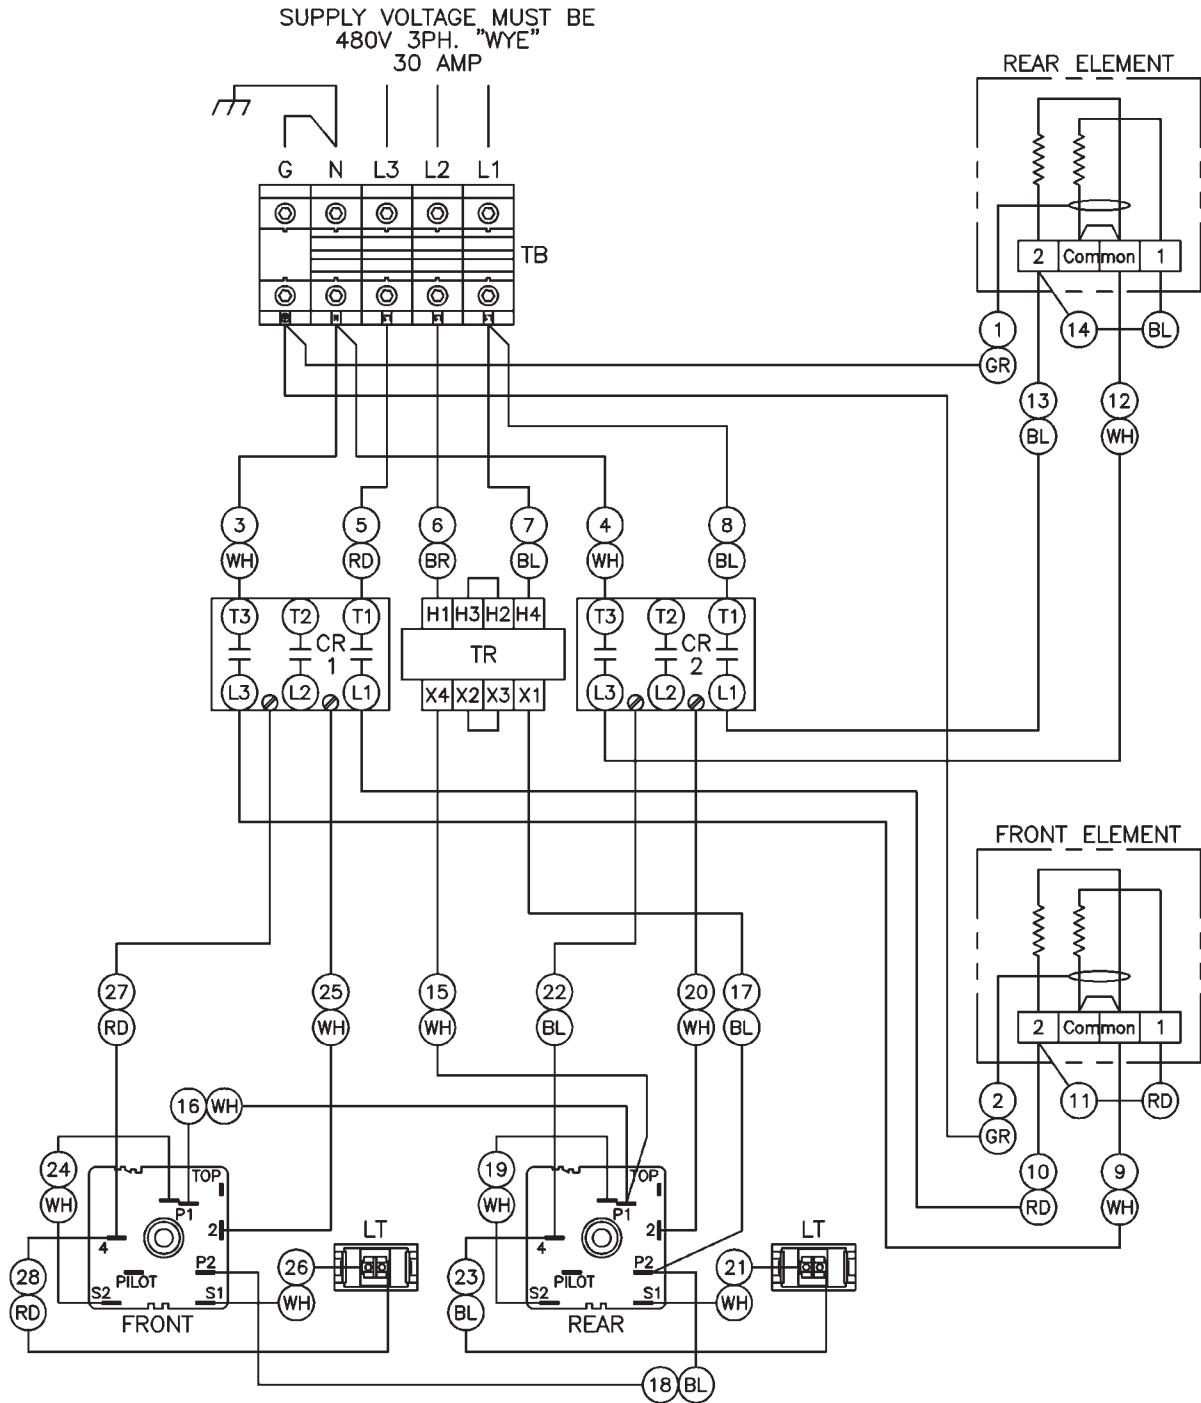 SUPPLY VOLTAGE MUST BE
480V 3PH. "WYE"
30 AMP
REAR ELEMENT
G N L3 L2 L1
TB
2 Common 1
1 14 BL
GR
13 12
BL WH
3 5 6 7 4 8
WH RD BR BL WH BL
T3 T2 T1 H1 H3 H2 H4 T3 T2 T1
CR
1
TR
CR
2
L3 L2 L1 X4 X2 X3 X1 L3 L2 L1
FRONT ELEMENT
27 25 15 22 20 17
RD WH WH BL WH BL
2 Common 1
2 11 RD
GR
16 WH
24 WH
TOP
P1
4
2
PILOT
P2
S2
S1
FRONT
28 RD
26 WH
LT
19 WH
TOP
P1
4
2
PILOT
P2
S2
S1
REAR
23 BL
21 WH
LT
10 9
RD WH
18 BL